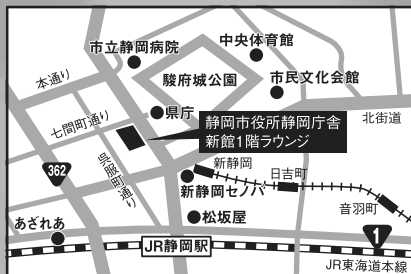 市立静岡病院
中央体育館
本通り
駿府城公園
市民文化会館
七間町通り
県庁
静岡市役所静岡庁舎
新館1階ラウンジ
北街道
呉服町通り
362
新静岡
日吉町
新静岡セノバ
音羽町
あざれあ
松坂屋
1
JR静岡駅
JR東海道本線